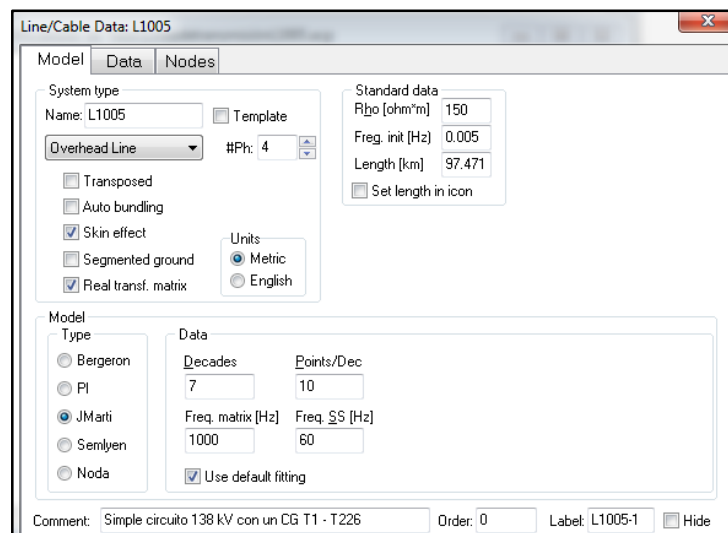 Line/Cable Data: L1005
Model Data Nodes
System type
Name: L1005 Template
Overhead Line #Ph: 4
Transposed
Auto bundling
Skin effect
Segmented ground
Real transf. matrix
Units
Metric
English
Standard data
Rho [ohm*m] 150
Freq. init [Hz] 0.005
Length [km] 97.471
Set length in icon
Model
Type
Bergeron
PI
JMarti
Semlyen
Noda
Data
Decades Points/Dec
7 10
Freq. matrix [Hz] Freq. SS [Hz]
1000 60
Use default fitting
Comment: Simple circuito 138 kV con un CG T1 - T226 Order: 0 Label: L1005-1 Hide